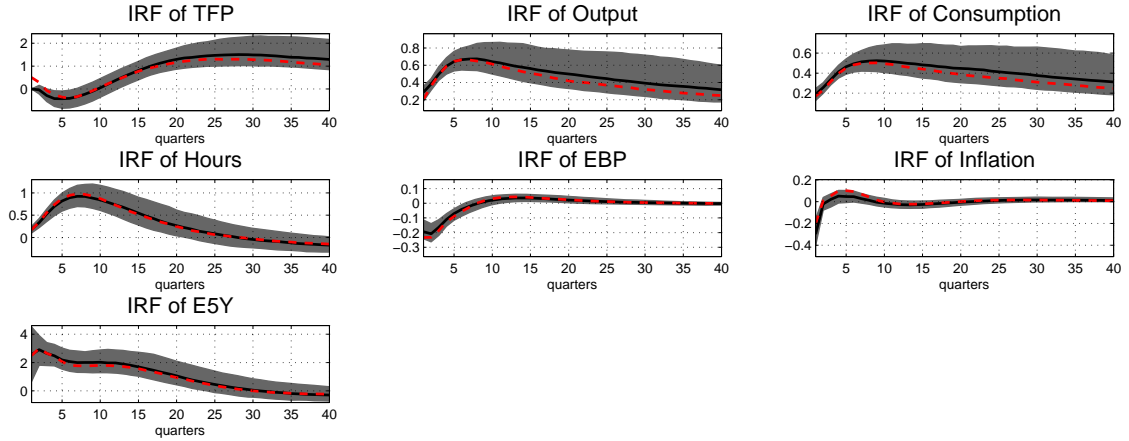 IRF of TFP
2
1
0
5 10 15 20 25 30 35 40
quarters
IRF of Output
0.8
0.6
0.4
0.2
5 10 15 20 25 30 35 40
quarters
IRF of Consumption
0.6
0.4
0.2
5 10 15 20 25 30 35 40
quarters
IRF of Hours
1
0.5
0
5 10 15 20 25 30 35 40
quarters
IRF of EBP
0.1
0
−0.1
−0.2
−0.3
5 10 15 20 25 30 35 40
quarters
IRF of Inflation
0.2
0
−0.2
−0.4
5 10 15 20 25 30 35 40
quarters
IRF of E5Y
4
2
0
5 10 15 20 25 30 35 40
quarters